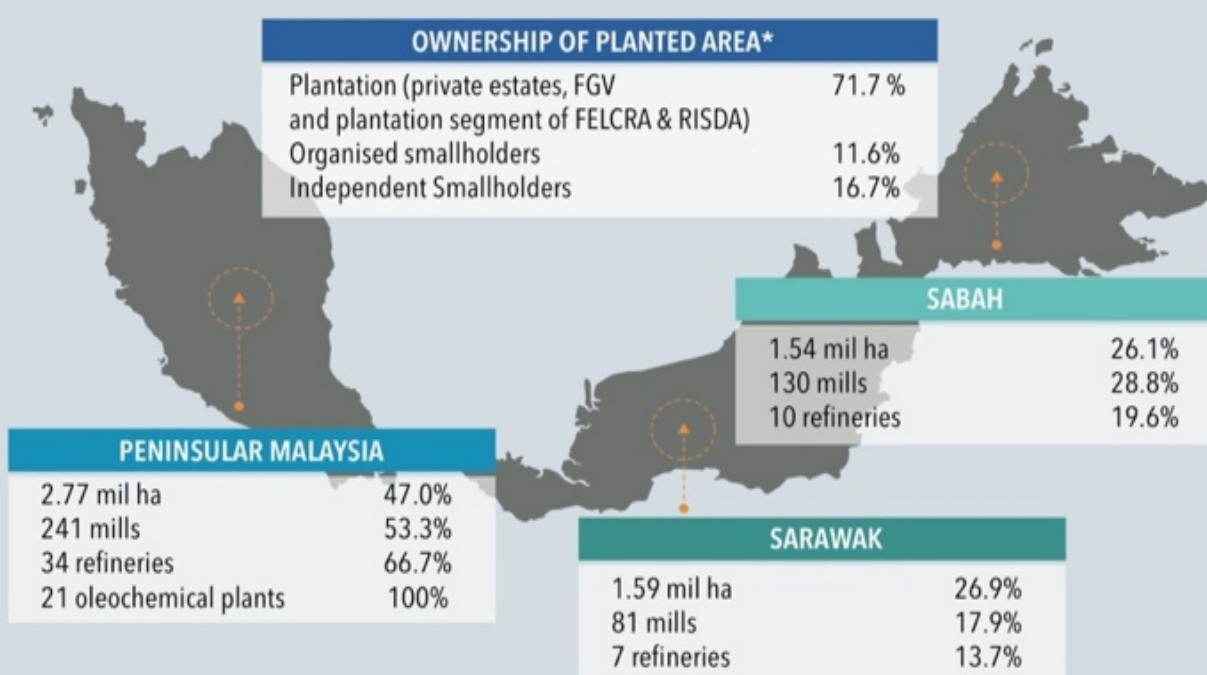 OWNERSHIP OF PLANTED AREA*
Plantation (private estates, FGV 71.7 %
and plantation segment of FELCRA & RISDA)
Organised smallholders 11.6%
Independent Smallholders 16.7%
SABAH
1.54 mil ha 26.1%
130 mills 28.8%
10 refineries 19.6%
PENINSULAR MALAYSIA
2.77 mil ha 47.0%
241 mills 53.3%
34 refineries 66.7%
21 oleochemical plants 100%
SARAWAK
1.59 mil ha 26.9%
81 mills 17.9%
7 refineries 13.7%